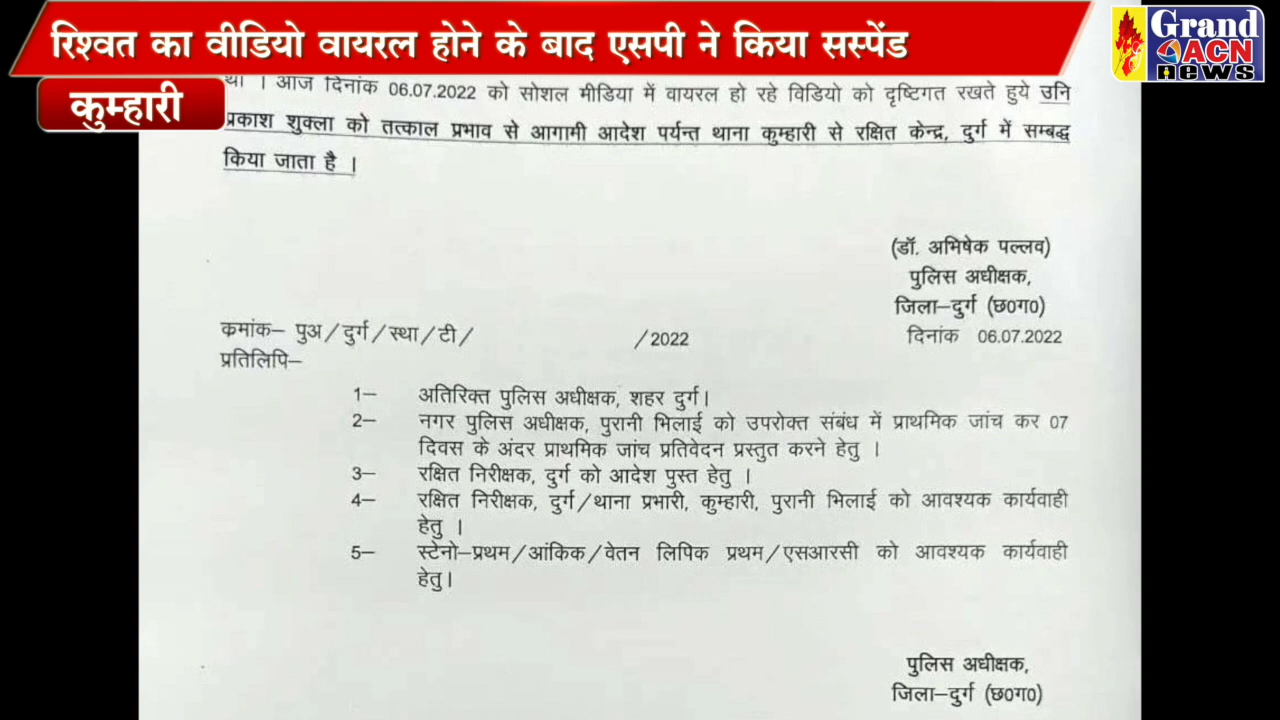 रिश्वत का वीडियो वायरल होने के बाद एसपी ने किया सस्पेंड
Grand
ACN
news
कुम्हारी
था । आज दिनांक 06.07.2022 को सोशल मीडिया में वायरल हो रहे विडियो को दृष्टिगत रखते हुये उनि
प्रकाश शुक्ला को तत्काल प्रभाव से आगामी आदेश पर्यन्त थाना कुम्हारी से रक्षित केन्द्र, दुर्ग में सम्बद्ध
किया जाता है ।
(डॉ. अभिषेक पल्लव)
पुलिस अधीक्षक,
जिला–दुर्ग (छ0ग0)
क्रमांक– पुअ/दुर्ग/स्था/टी/ /2022 दिनांक 06.07.2022
प्रतिलिपि–
1– अतिरिक्त पुलिस अधीक्षक, शहर दुर्ग।
2– नगर पुलिस अधीक्षक, पुरानी भिलाई को उपरोक्त संबंध में प्राथमिक जांच कर 07
दिवस के अंदर प्राथमिक जांच प्रतिवेदन प्रस्तुत करने हेतु ।
3– रक्षित निरीक्षक, दुर्ग को आदेश पुस्त हेतु ।
4– रक्षित निरीक्षक, दुर्ग/थाना प्रभारी, कुम्हारी, पुरानी भिलाई को आवश्यक कार्यवाही
हेतु ।
5– स्टेनो–प्रथम/आंकिक/वेतन लिपिक प्रथम/एसआरसी को आवश्यक कार्यवाही
हेतु।
पुलिस अधीक्षक,
जिला–दुर्ग (छ0ग0)